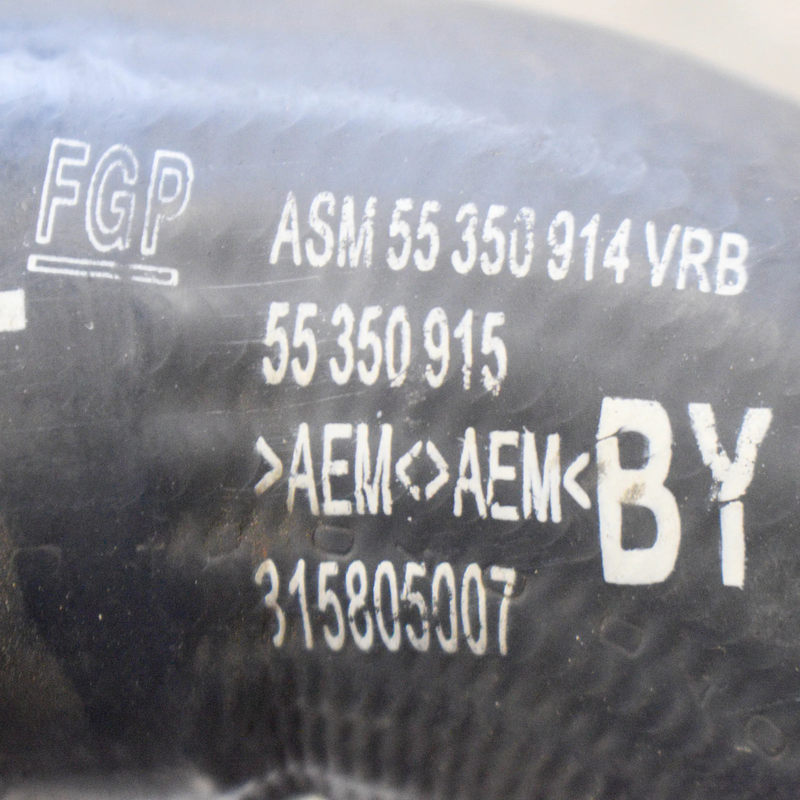 FGP
ASM 55 350 914 VRB
55 350 915
>AEM<>AEM<
BY
315805007